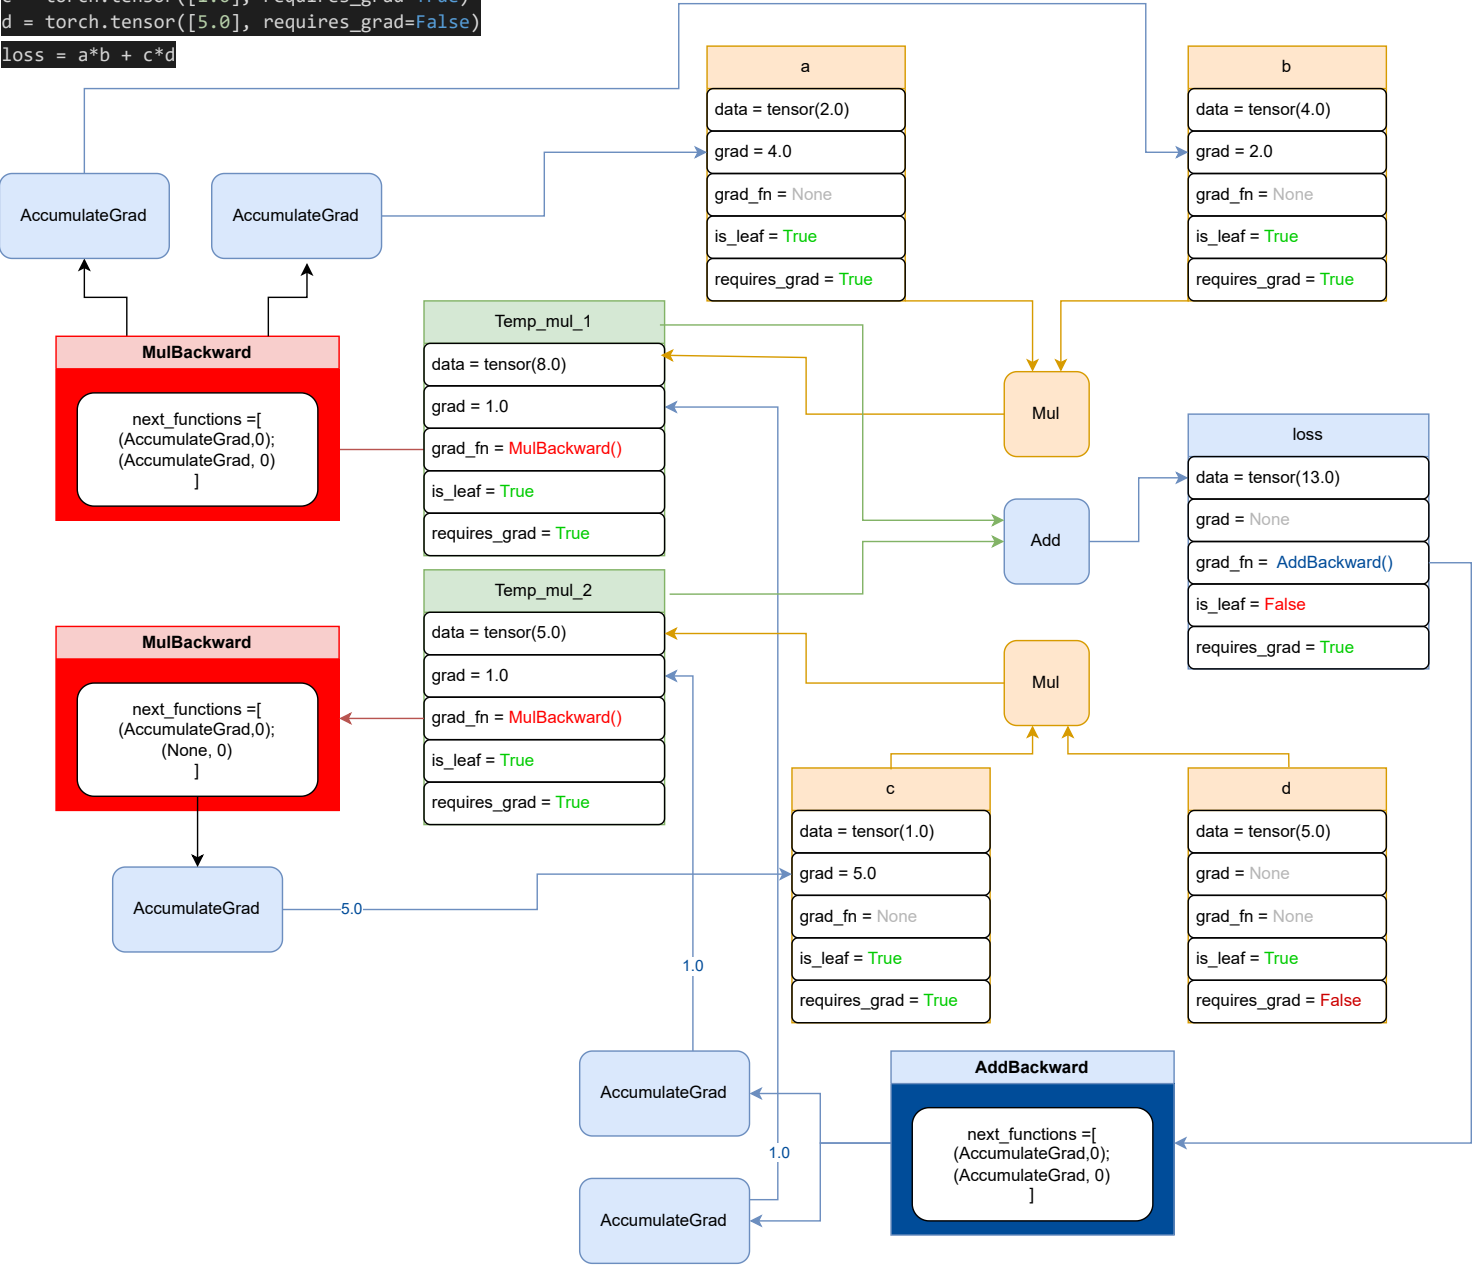 c = torch.tensor([1.0], requires_grad=True)
d = torch.tensor([5.0], requires_grad=False)
loss = a*b + c*d
a
data = tensor(2.0)
grad = 4.0
grad_fn = None
is_leaf = True
requires_grad = True
b
data = tensor(4.0)
grad = 2.0
grad_fn = None
is_leaf = True
requires_grad = True
AccumulateGrad
AccumulateGrad
MulBackward
next_functions =[
(AccumulateGrad,0);
(AccumulateGrad, 0)
]
Temp_mul_1
data = tensor(8.0)
grad = 1.0
grad_fn = MulBackward()
is_leaf = True
requires_grad = True
Mul
Add
loss
data = tensor(13.0)
grad = None
grad_fn = AddBackward()
is_leaf = False
requires_grad = True
Temp_mul_2
data = tensor(5.0)
grad = 1.0
grad_fn = MulBackward()
is_leaf = True
requires_grad = True
MulBackward
next_functions =[
(AccumulateGrad,0);
(None, 0)
]
Mul
AccumulateGrad
5.0
c
data = tensor(1.0)
grad = 5.0
grad_fn = None
is_leaf = True
requires_grad = True
d
data = tensor(5.0)
grad = None
grad_fn = None
is_leaf = True
requires_grad = False
1.0
AccumulateGrad
1.0
AccumulateGrad
AddBackward
next_functions =[
(AccumulateGrad,0);
(AccumulateGrad, 0)
]